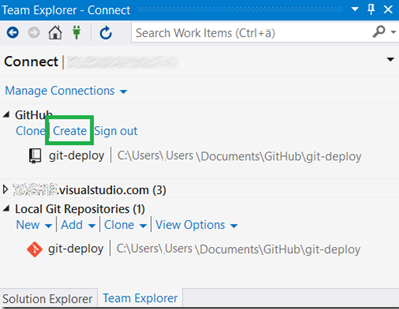 Team Explorer - Connect
Search Work Items (Ctrl+ä)
Connect |
Manage Connections
GitHub
Clone Create Sign out
git-deploy | C:\Users\ Users \Documents\GitHub\git-deploy
.visualstudio.com (3)
Local Git Repositories (1)
New | Add | Clone | View Options
git-deploy | C:\Users\ Users \Documents\GitHub\git-deploy
Solution Explorer Team Explorer